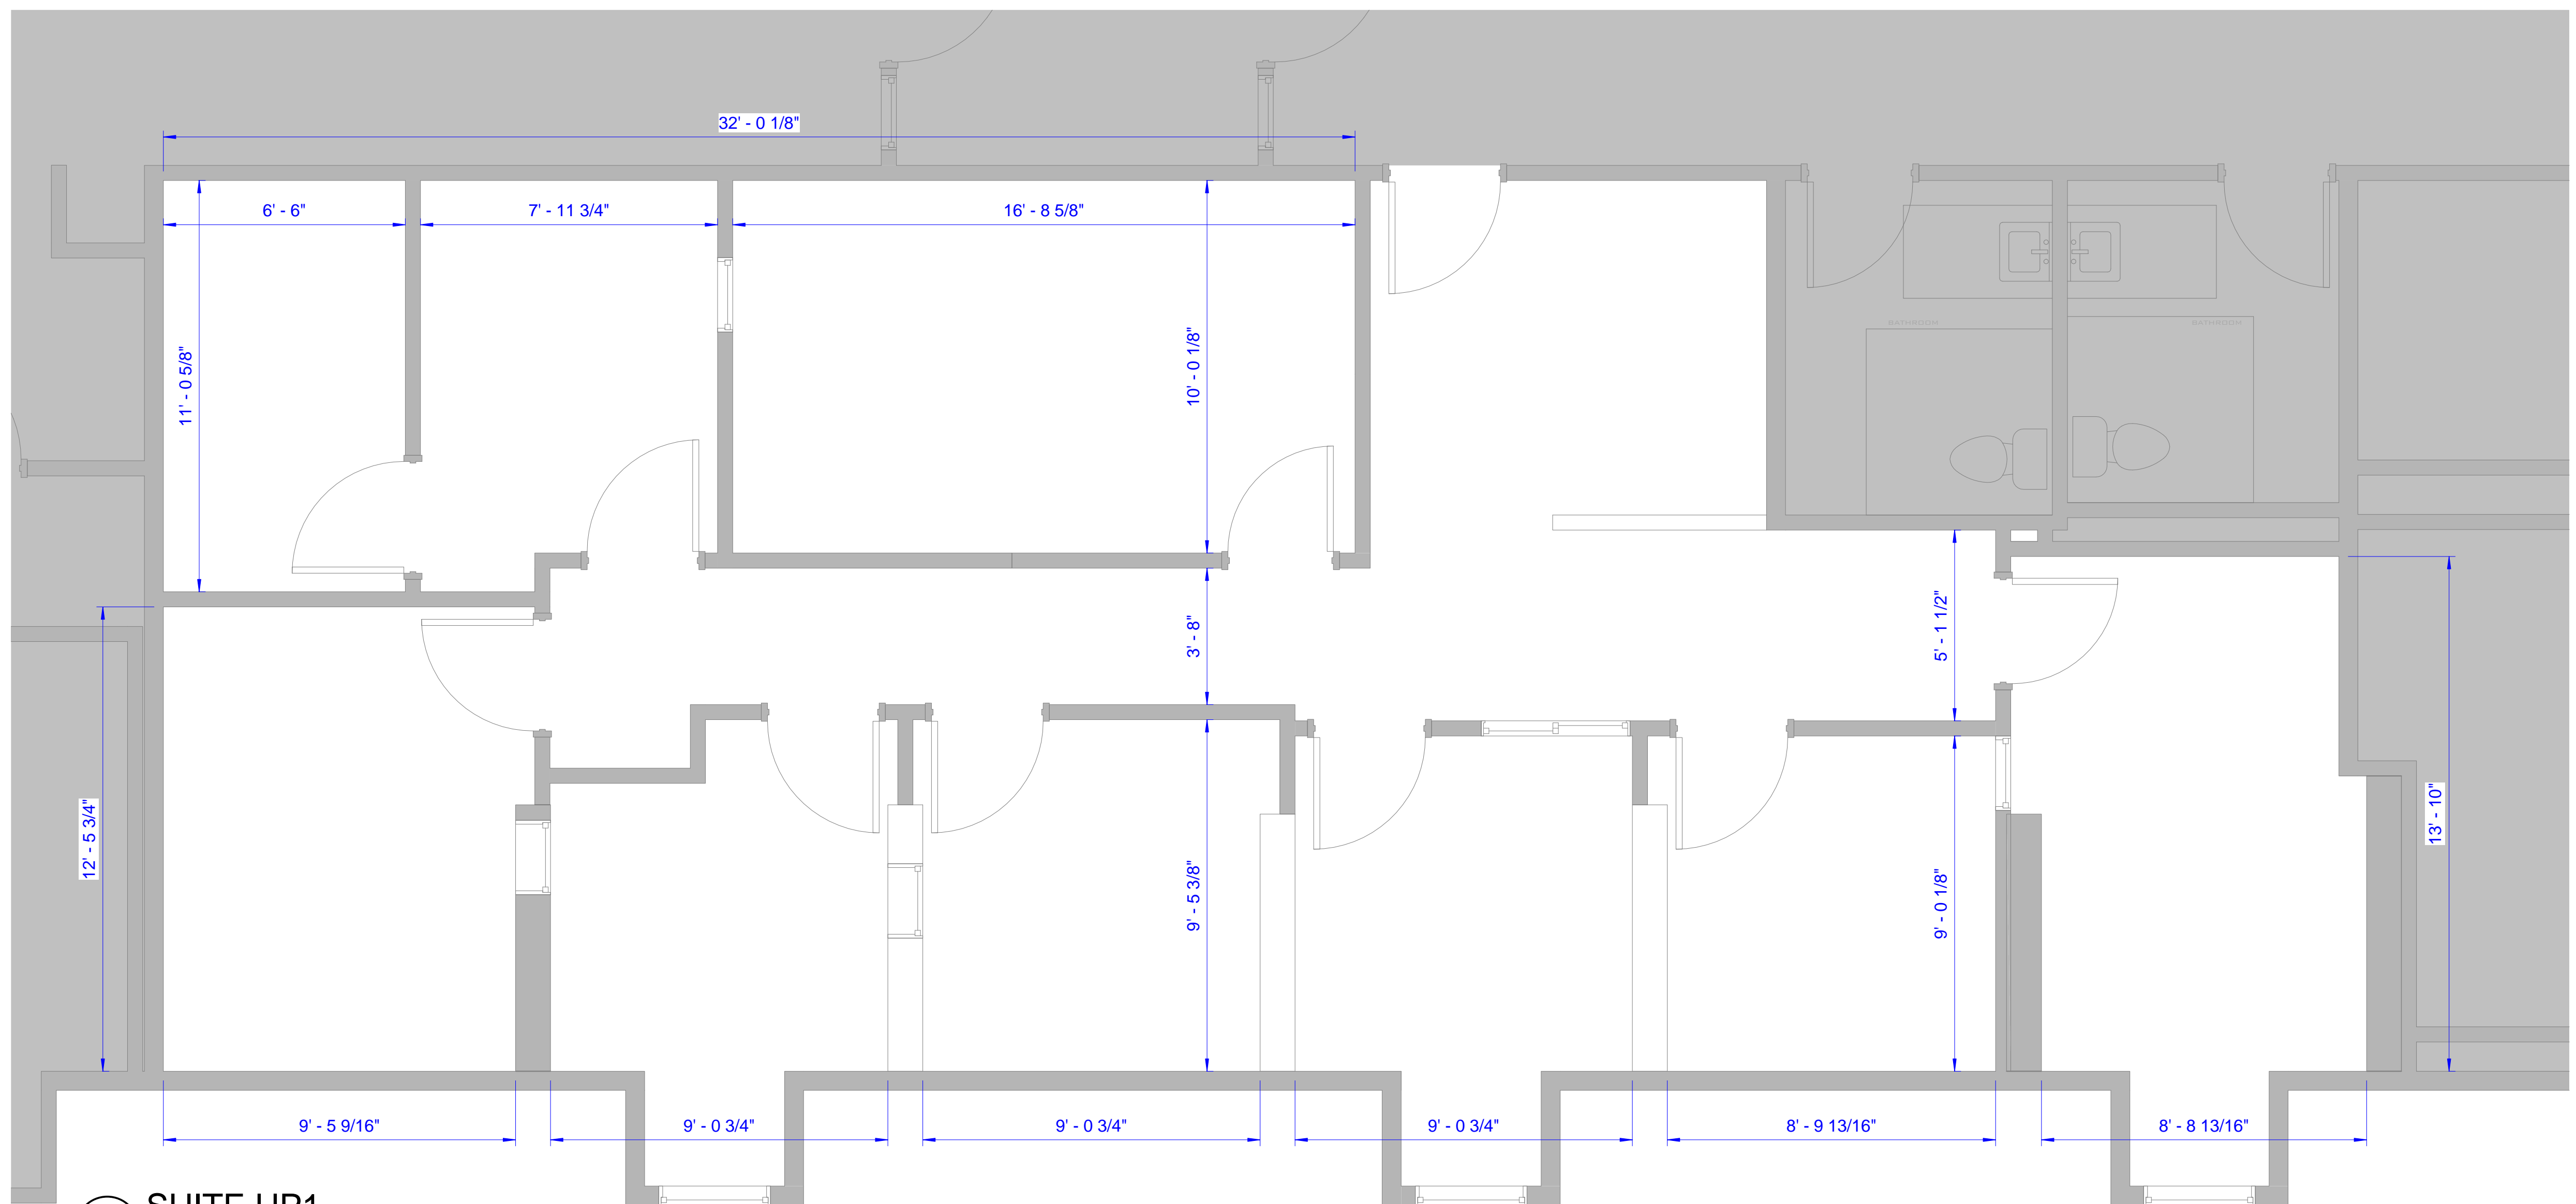 32' - 0 1/8"
6' - 6"
7' - 11 3/4"
16' - 8 5/8"
BATHROOM
BATHROOM
11' - 0 5/8"
10' - 0 1/8"
3' - 8"
5' - 1 1/2"
12' - 5 3/4"
9' - 5 3/8"
9' - 0 1/8"
13' - 10"
9' - 5 9/16"
9' - 0 3/4"
9' - 0 3/4"
9' - 0 3/4"
8' - 9 13/16"
8' - 8 13/16"